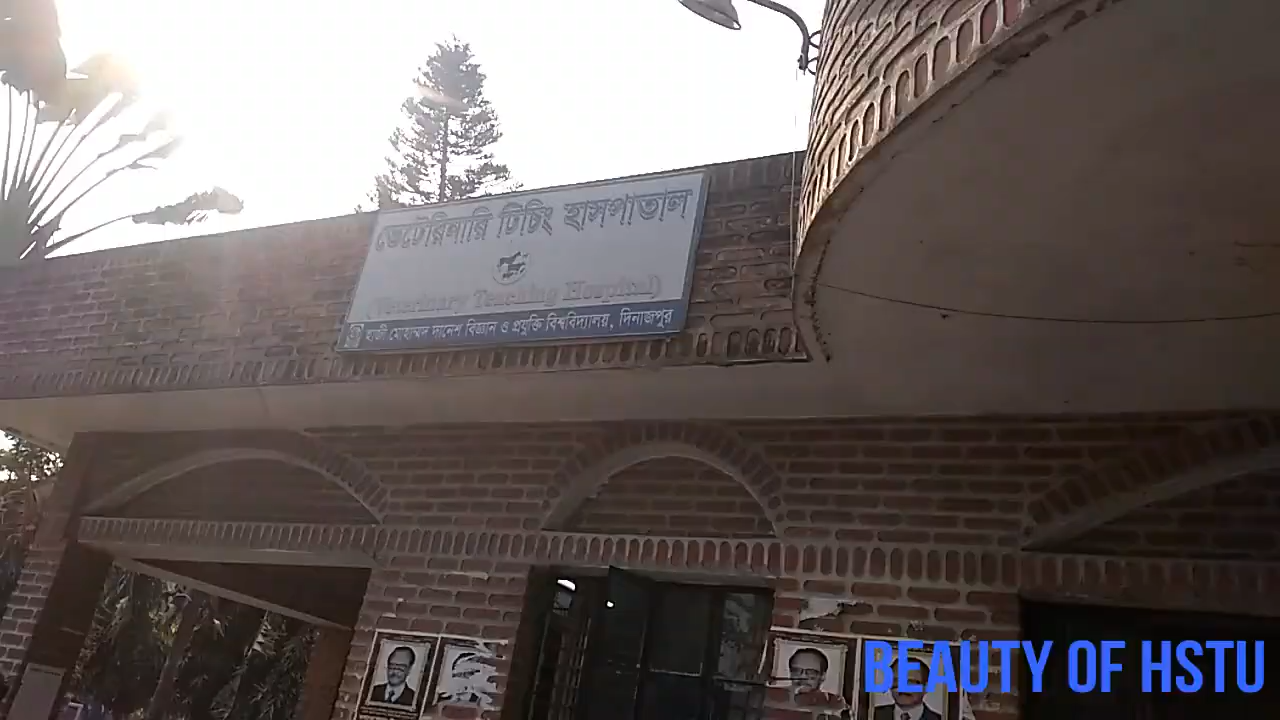 ভেটেরিনারি টিচিং হাসপাতাল
(Veterinary Teaching Hospital)
হাজী মোহাম্মদ দানেশ বিজ্ঞান ও প্রযুক্তি বিশ্ববিদ্যালয়, দিনাজপুর
BEAUTY OF HSTU